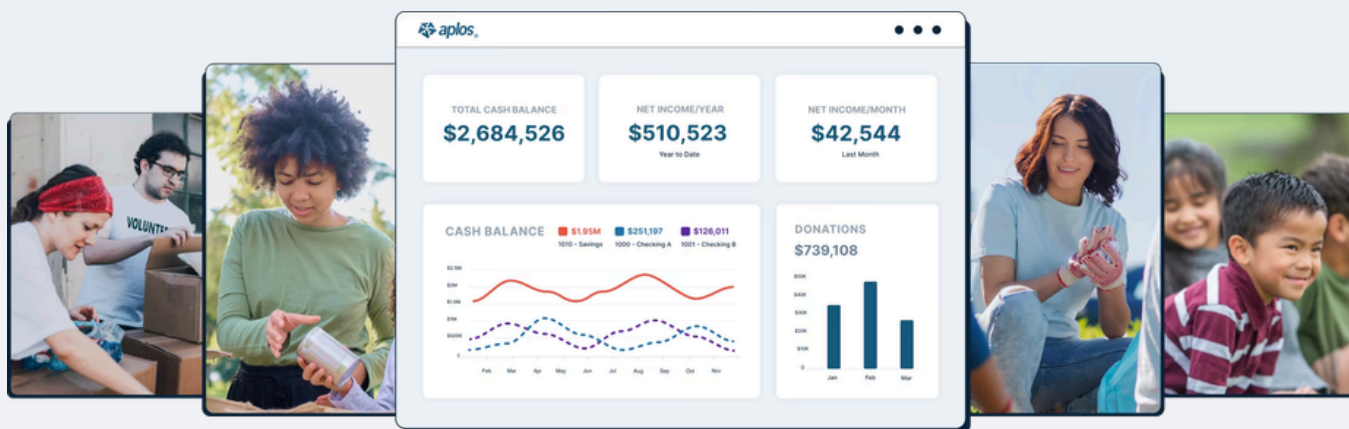 aplos
TOTAL CASH BALANCE
$2,684,526
NET INCOME/YEAR
$510,523
Year to Date
NET INCOME/MONTH
$42,544
Last Month
VOLUNTE
CASH BALANCE
$1.95M
1010 - Savings
$251,197
1000 - Checking A
$126,011
1001 - Checking B
$2.5M
$2M
$1.0M
$1M
$500K
0
Feb Mar Apr May Jun Jul Aug Sep Oct Nov
DONATIONS
$739,108
$50K
$40K
$30K
$20K
$10K
0
Jan Feb Mar